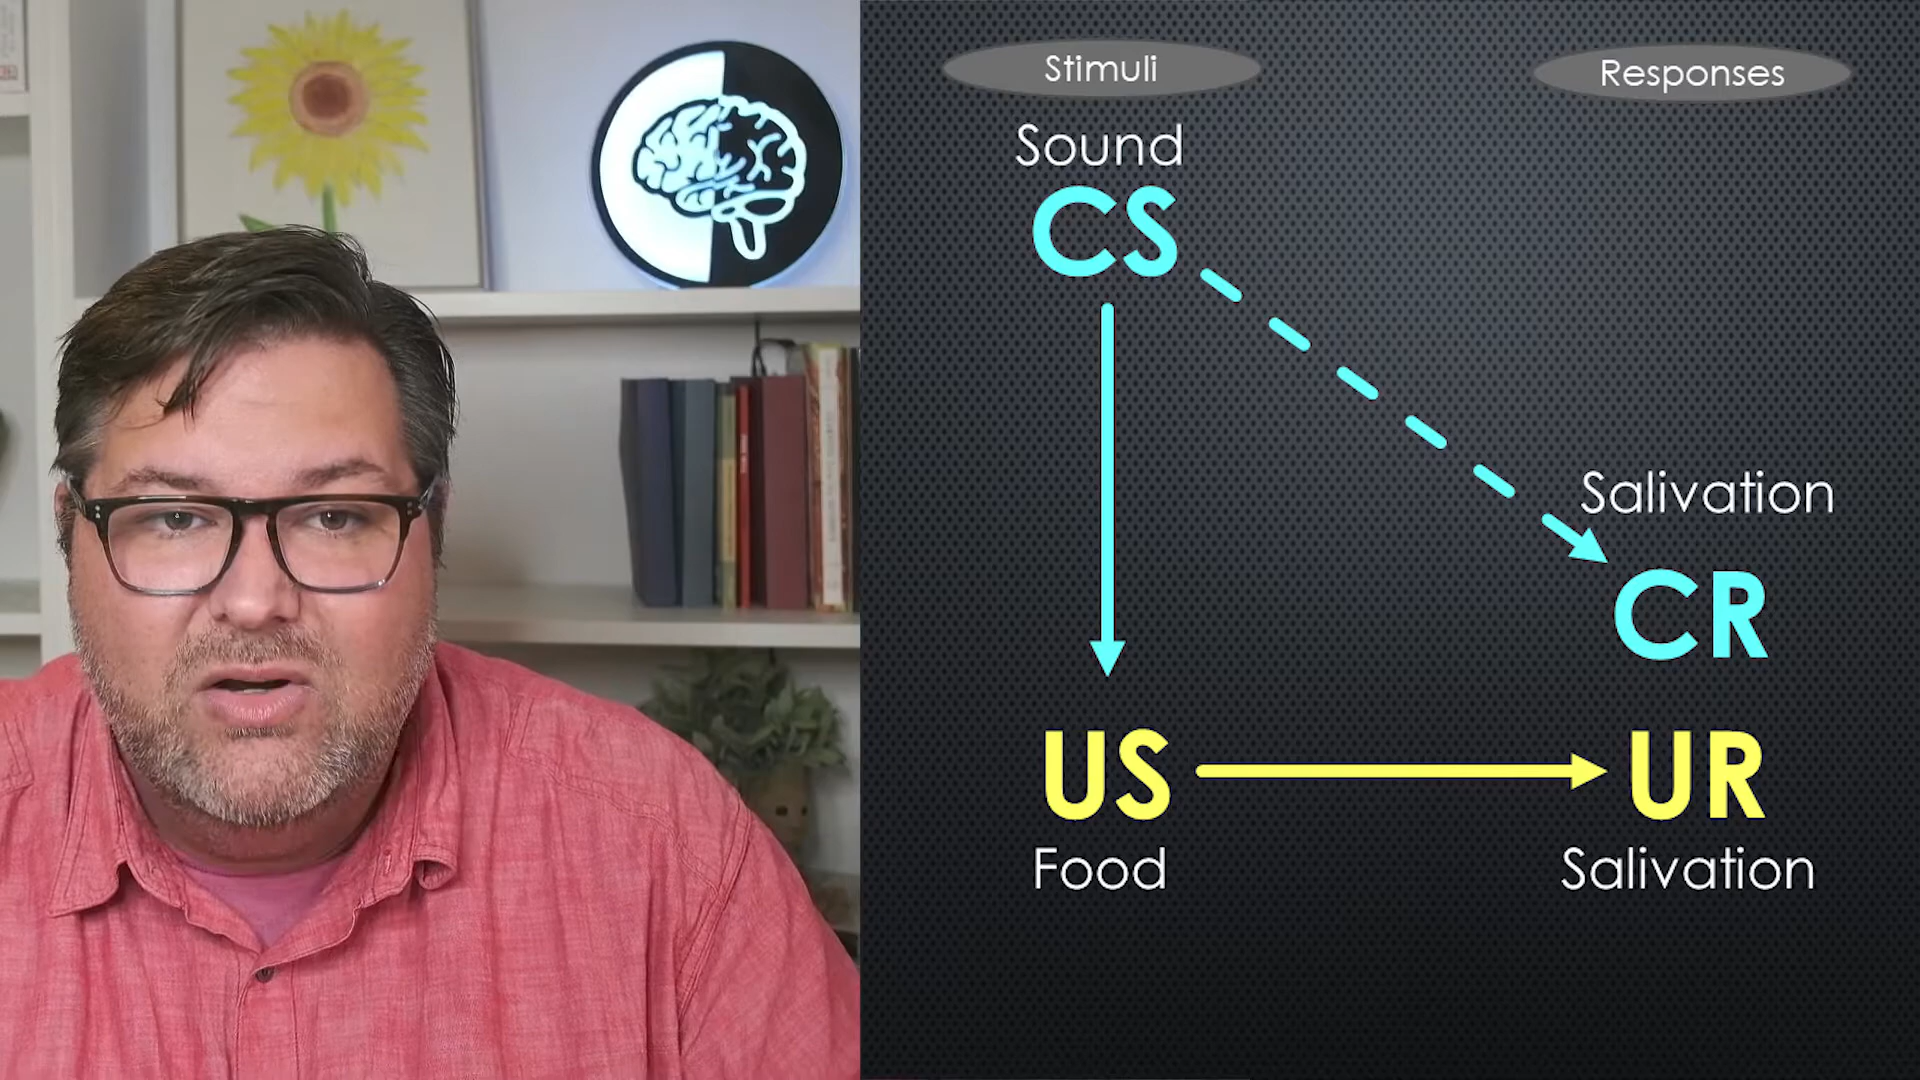 Stimuli
Responses
Sound
CS
Salivation
CR
US
UR
Food
Salivation